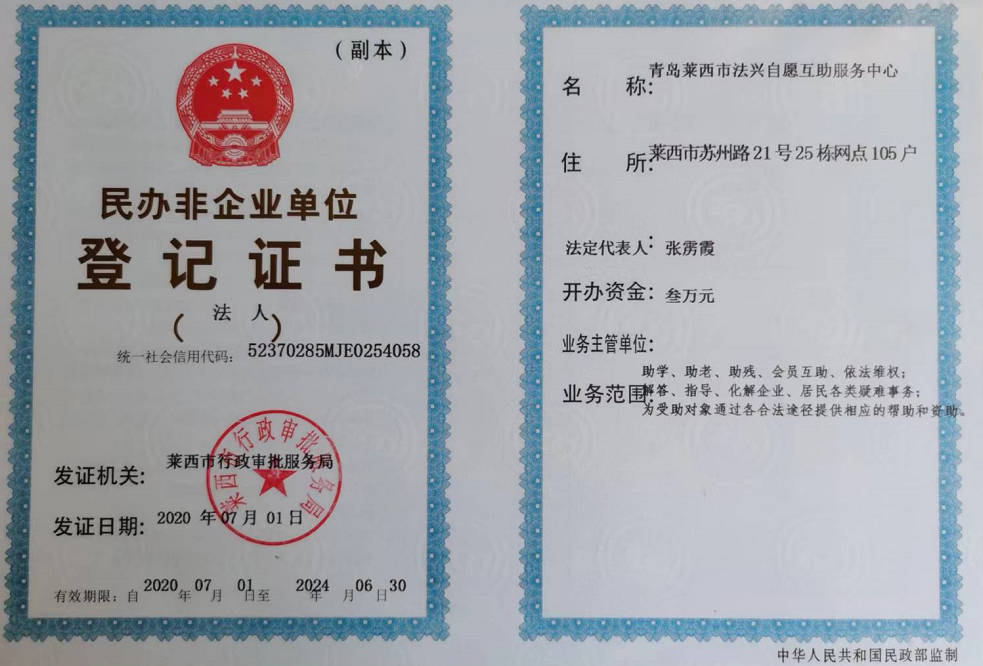 （副本）
民办非企业单位
登记证书
（法人）
统一社会信用代码： 52370285MJE0254058
莱西市行政审批服务局
发证机关: 莱西市行政审批服务局
发证日期: 2020 年 07 月 01 日
有效期限：自 2020 年 07 月 01 日至 2024 年 06 月 30 日
名 称: 青岛莱西市法兴自愿互助服务中心
住 所: 莱西市苏州路 21 号 25 栋网点 105 户
法定代表人: 张雳霞
开办资金: 叁万元
业务主管单位:
业务范围: 助学、助老、助残、会员互助、依法维权；
解答、指导、化解企业、居民各类疑难事务；
为受助对象通过各合法途径提供相应的帮助和资助。
中华人民共和国民政部监制